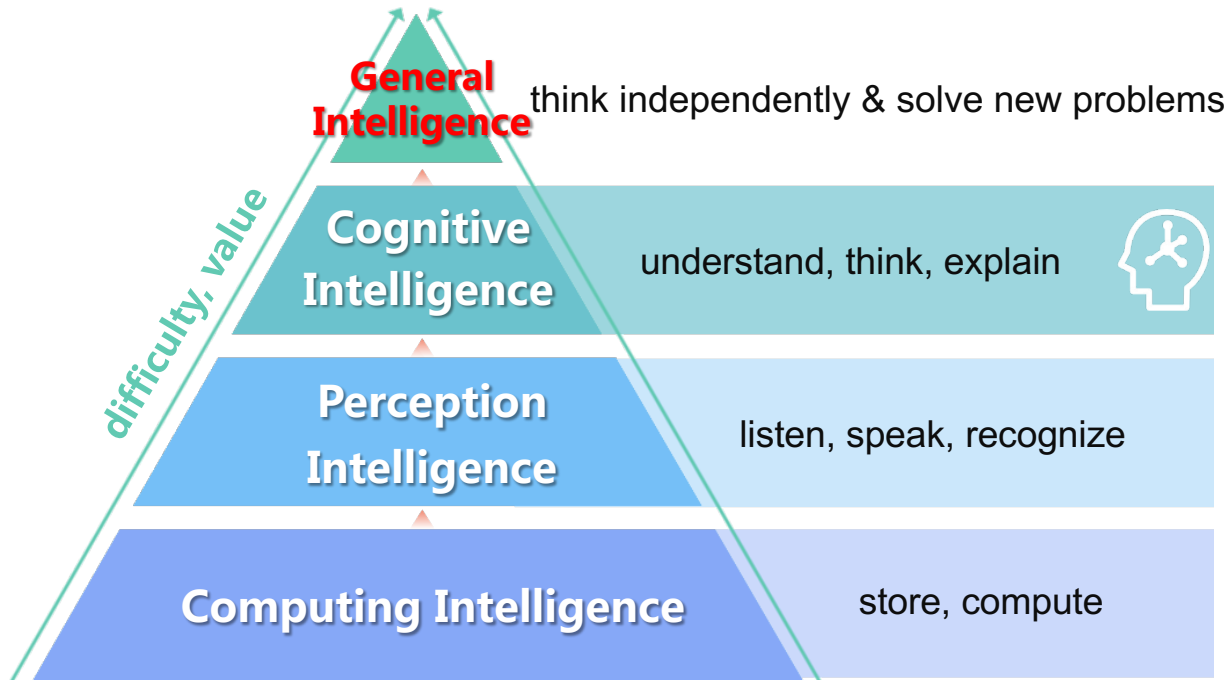 General
Intelligence
think independently & solve new problems
difficulty, value
Cognitive
Intelligence
understand, think, explain
Perception
Intelligence
listen, speak, recognize
Computing Intelligence
store, compute